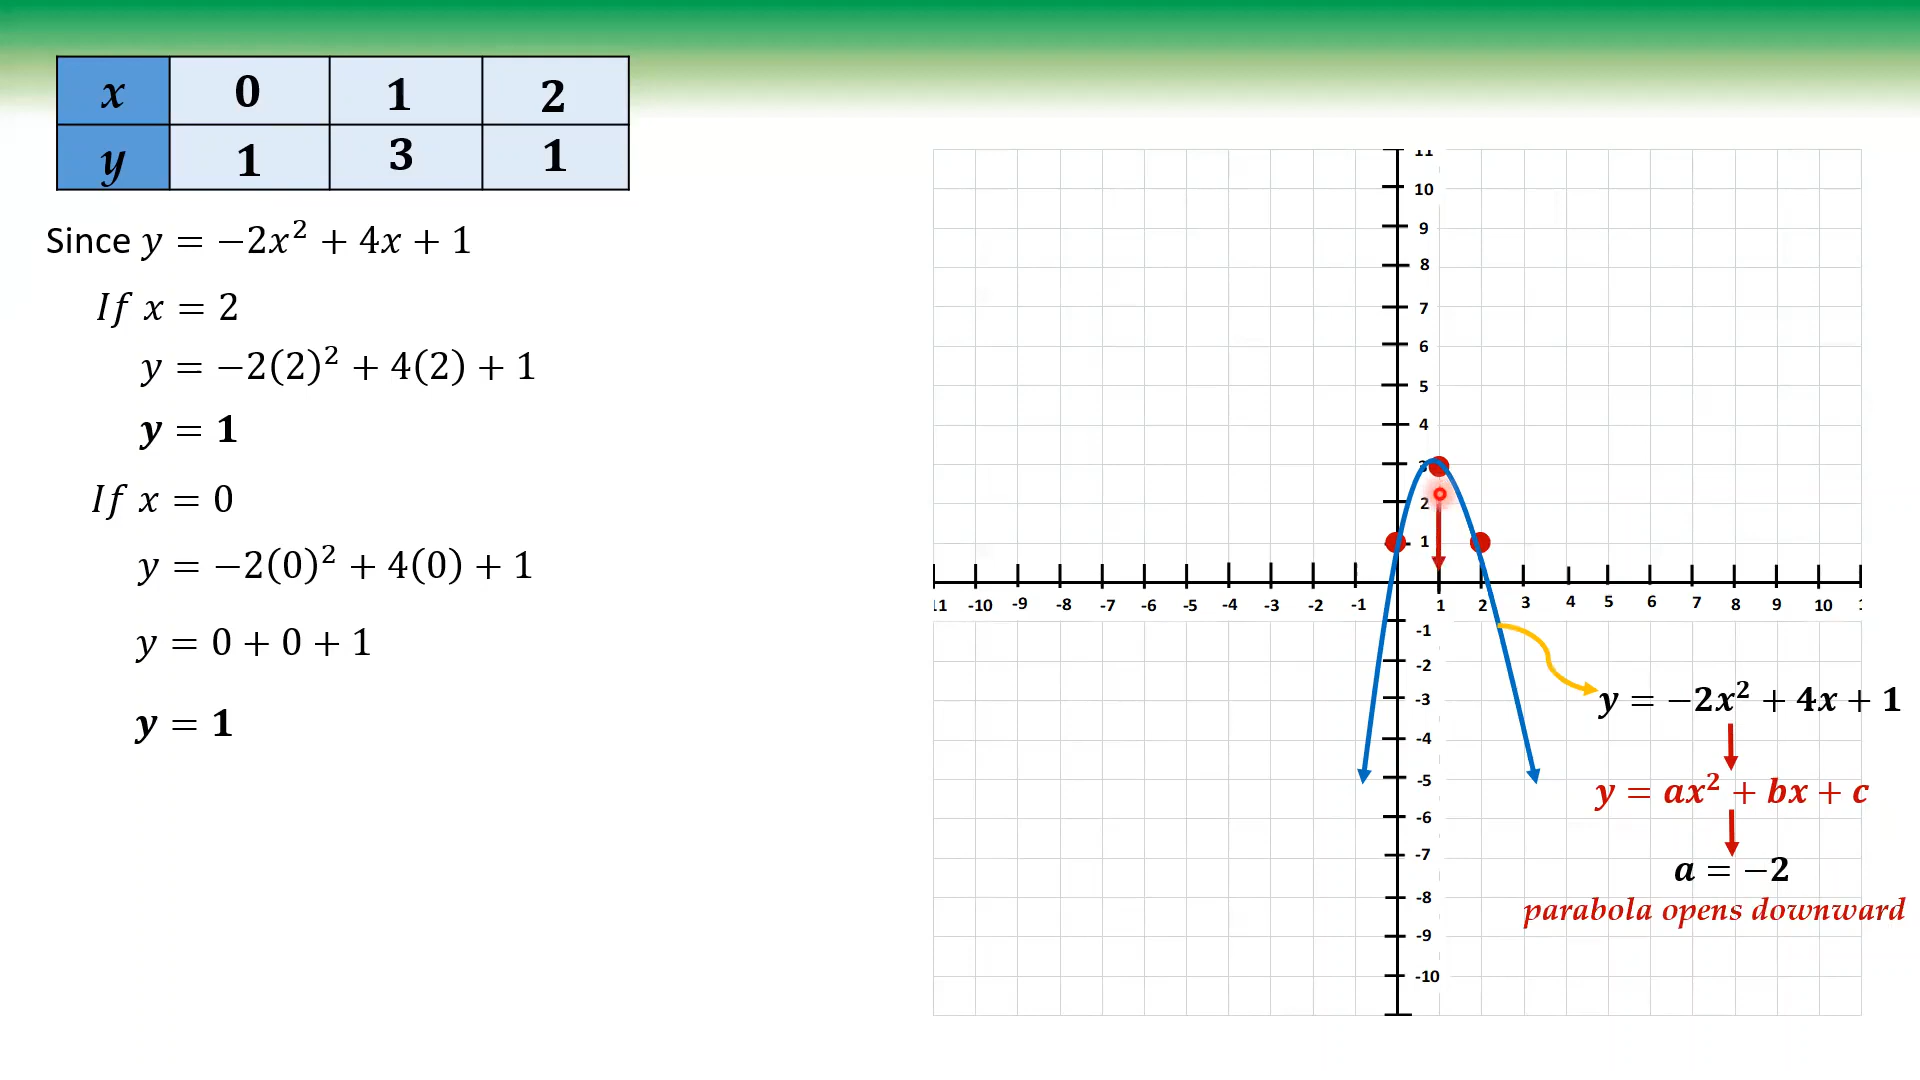 x 0 1 2
y 1 3 1
Since y = −2x² + 4x + 1
If x = 2
y = −2(2)² + 4(2) + 1
y = 1
If x = 0
y = −2(0)² + 4(0) + 1
y = 0 + 0 + 1
y = 1
11
10
9
8
7
6
5
4
3
2
1
-10 -9 -8 -7 -6 -5 -4 -3 -2 -1 1 2 3 4 5 6 7 8 9 10
-1
-2
-3
-4
-5
-6
-7
-8
-9
-10
y = −2x² + 4x + 1
y = ax² + bx + c
a = −2
parabola opens downward